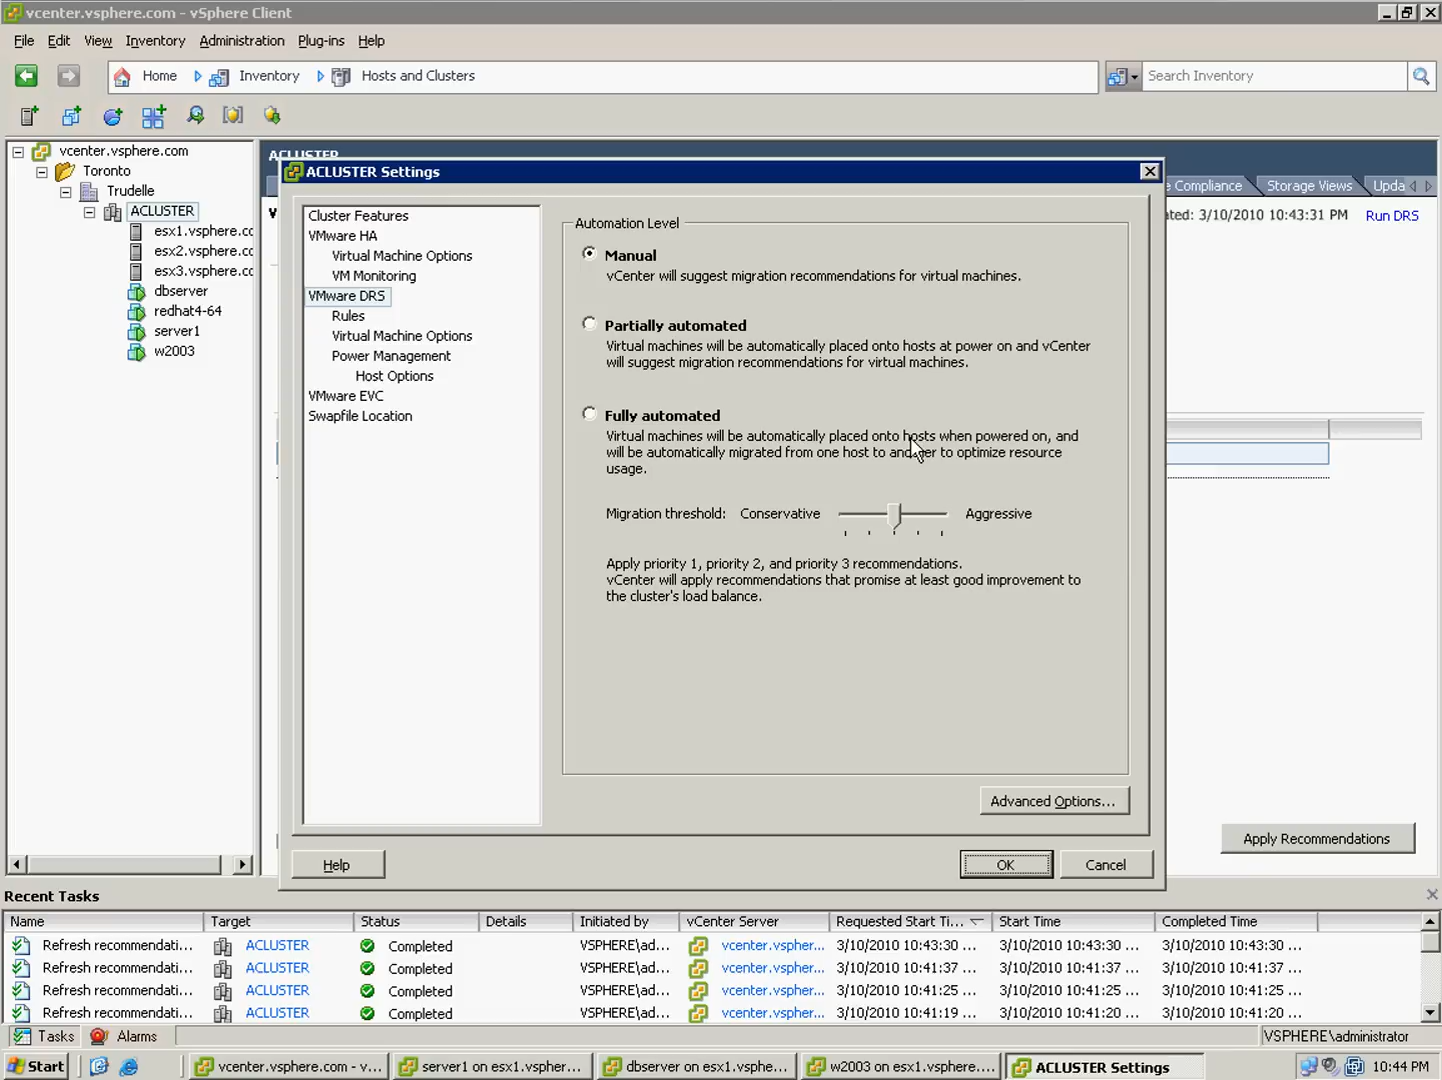 vcenter.vsphere.com - vSphere Client
File Edit View Inventory Administration Plug-ins Help
Home Inventory Hosts and Clusters
Search Inventory
vcenter.vsphere.com
Toronto
Trudelle
ACLUSTER
esx1.vsphere.cc
esx2.vsphere.cc
esx3.vsphere.cc
dbserver
redhat4-64
server1
w2003
ACLUSTER
e Compliance Storage Views Upda
ated: 3/10/2010 10:43:31 PM Run DRS
Apply Recommendations
ACLUSTER Settings
Cluster Features
VMware HA
Virtual Machine Options
VM Monitoring
VMware DRS
Rules
Virtual Machine Options
Power Management
Host Options
VMware EVC
Swapfile Location
Automation Level
Manual
vCenter will suggest migration recommendations for virtual machines.
Partially automated
Virtual machines will be automatically placed onto hosts at power on and vCenter
will suggest migration recommendations for virtual machines.
Fully automated
Virtual machines will be automatically placed onto hosts when powered on, and
will be automatically migrated from one host to another to optimize resource
usage.
Migration threshold: Conservative Aggressive
Apply priority 1, priority 2, and priority 3 recommendations.
vCenter will apply recommendations that promise at least good improvement to
the cluster's load balance.
Advanced Options...
Help OK Cancel
Recent Tasks
Name Target Status Details Initiated by vCenter Server Requested Start Ti... Start Time Completed Time
Refresh recommendati... ACLUSTER Completed VSPHERE\ad... vcenter.vspher... 3/10/2010 10:43:30 ... 3/10/2010 10:43:30 ... 3/10/2010 10:43:30 ...
Refresh recommendati... ACLUSTER Completed VSPHERE\ad... vcenter.vspher... 3/10/2010 10:41:37 ... 3/10/2010 10:41:37 ... 3/10/2010 10:41:37 ...
Refresh recommendati... ACLUSTER Completed VSPHERE\ad... vcenter.vspher... 3/10/2010 10:41:25 ... 3/10/2010 10:41:25 ... 3/10/2010 10:41:25 ...
Refresh recommendati... ACLUSTER Completed VSPHERE\ad... vcenter.vspher... 3/10/2010 10:41:19 ... 3/10/2010 10:41:20 ... 3/10/2010 10:41:20 ...
Tasks Alarms VSPHERE\administrator
Start vcenter.vsphere.com - v... server1 on esx1.vspher... dbserver on esx1.vsphe... w2003 on esx1.vsphere.... ACLUSTER Settings 10:44 PM